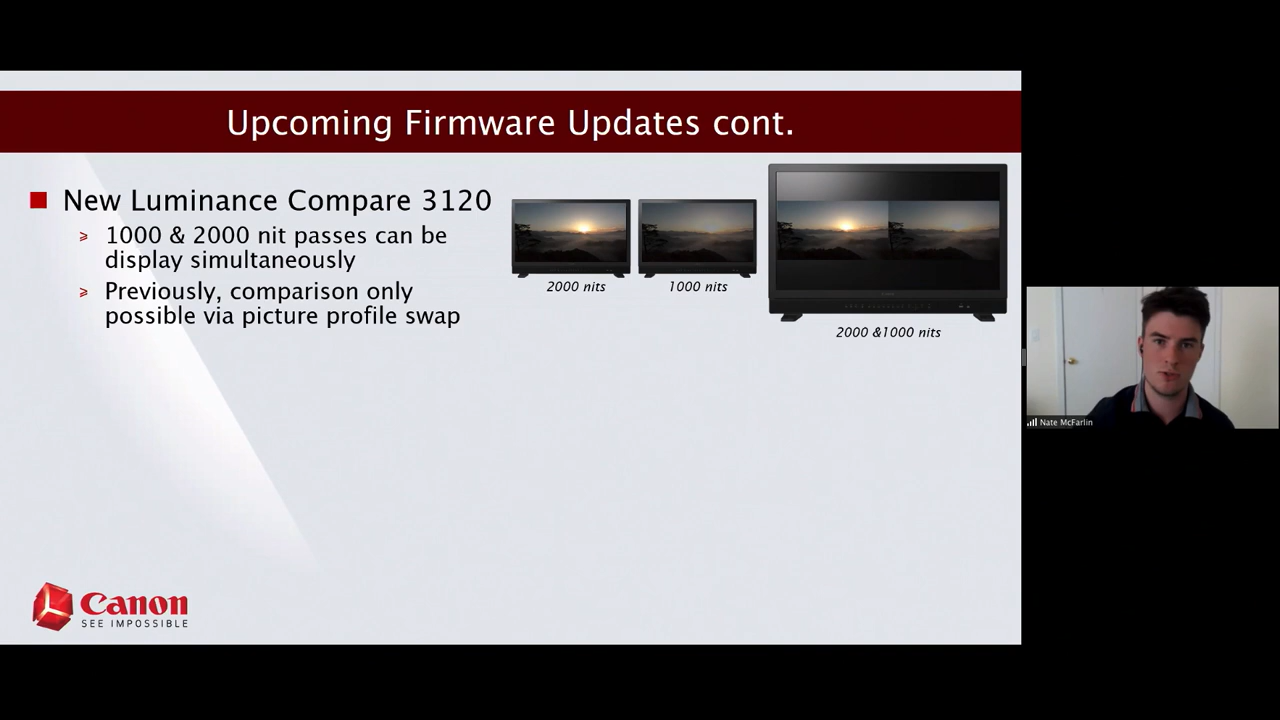 Upcoming Firmware Updates cont.
New Luminance Compare 3120
1000 & 2000 nit passes can be
display simultaneously
Previously, comparison only
possible via picture profile swap
2000 nits
1000 nits
2000 &1000 nits
Canon
SEE IMPOSSIBLE
Nate McFarlin